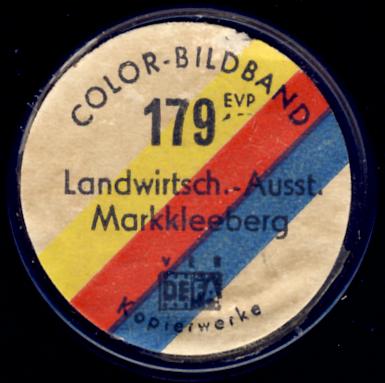 COLOR-BILDBAND
179 EVP
Landwirtsch.-Ausst.
Markkleeberg
VEB
DEFA
Kopierwerke